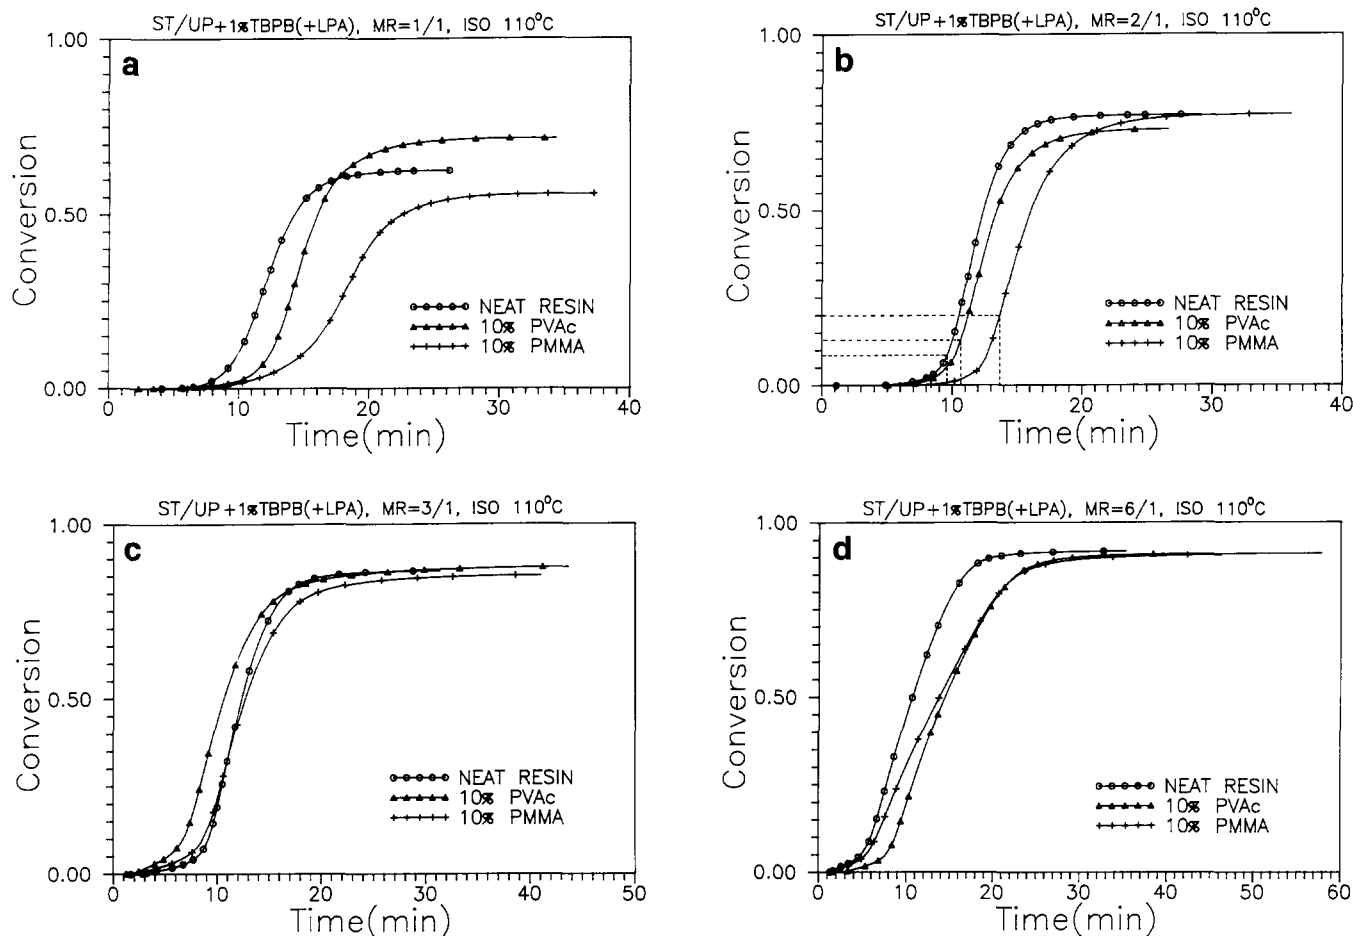 ST/UP+1%TBPB(+LPA), MR=1/1, ISO 110°C
a
1.00
0.50
0.00
Conversion
NEAT RESIN
10% PVAc
10% PMMA
0 10 20 30 40
Time(min)
ST/UP+1%TBPB(+LPA), MR=2/1, ISO 110°C
b
1.00
0.50
0.00
Conversion
NEAT RESIN
10% PVAc
10% PMMA
0 10 20 30 40
Time(min)
ST/UP+1%TBPB(+LPA), MR=3/1, ISO 110°C
c
1.00
0.50
0.00
Conversion
NEAT RESIN
10% PVAc
10% PMMA
0 10 20 30 40 50
Time(min)
ST/UP+1%TBPB(+LPA), MR=6/1, ISO 110°C
d
1.00
0.50
0.00
Conversion
NEAT RESIN
10% PVAc
10% PMMA
0 10 20 30 40 50 60
Time(min)